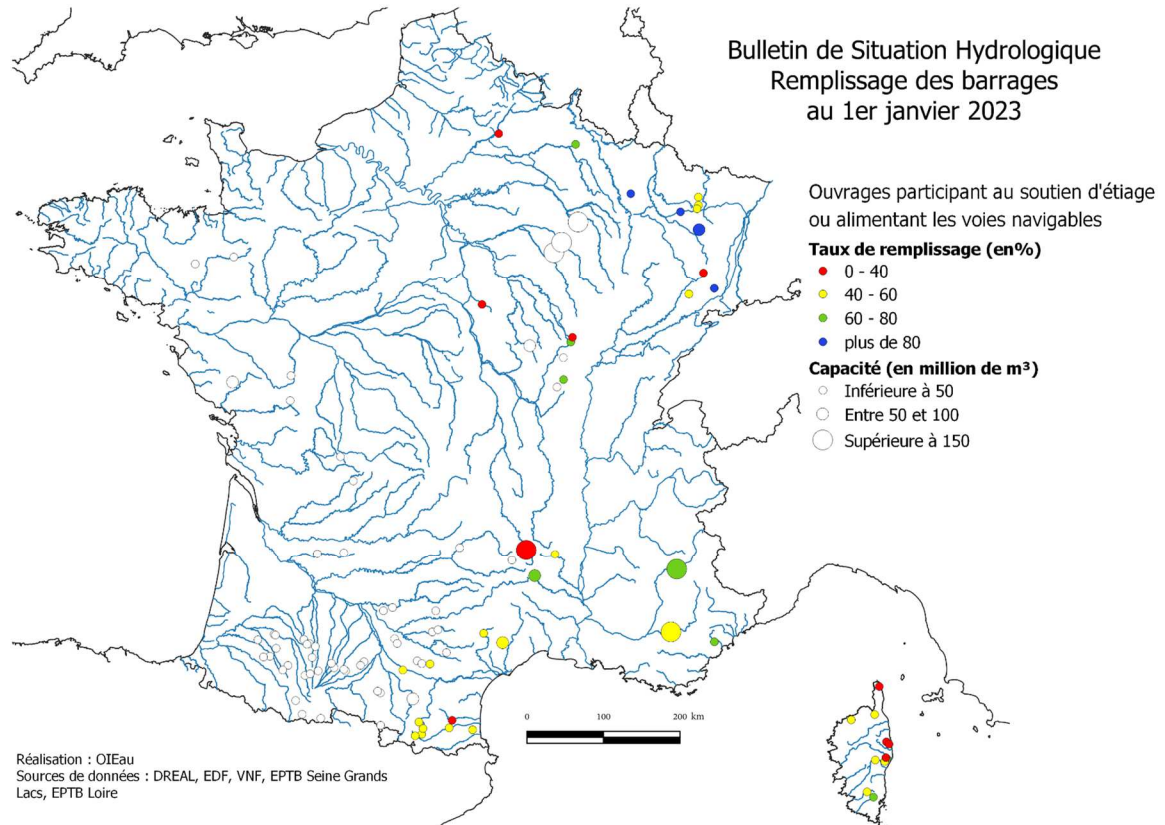 Bulletin de Situation Hydrologique
Remplissage des barrages
au 1er janvier 2023
Ouvrages participant au soutien d'étiage
ou alimentant les voies navigables
Taux de remplissage (en%)
0 - 40
40 - 60
60 - 80
plus de 80
Capacité (en million de m³)
Inférieure à 50
Entre 50 et 100
Supérieure à 150
0 100 200 km
Réalisation : OIEau
Sources de données : DREAL, EDF, VNF, EPTB Seine Grands
Lacs, EPTB Loire